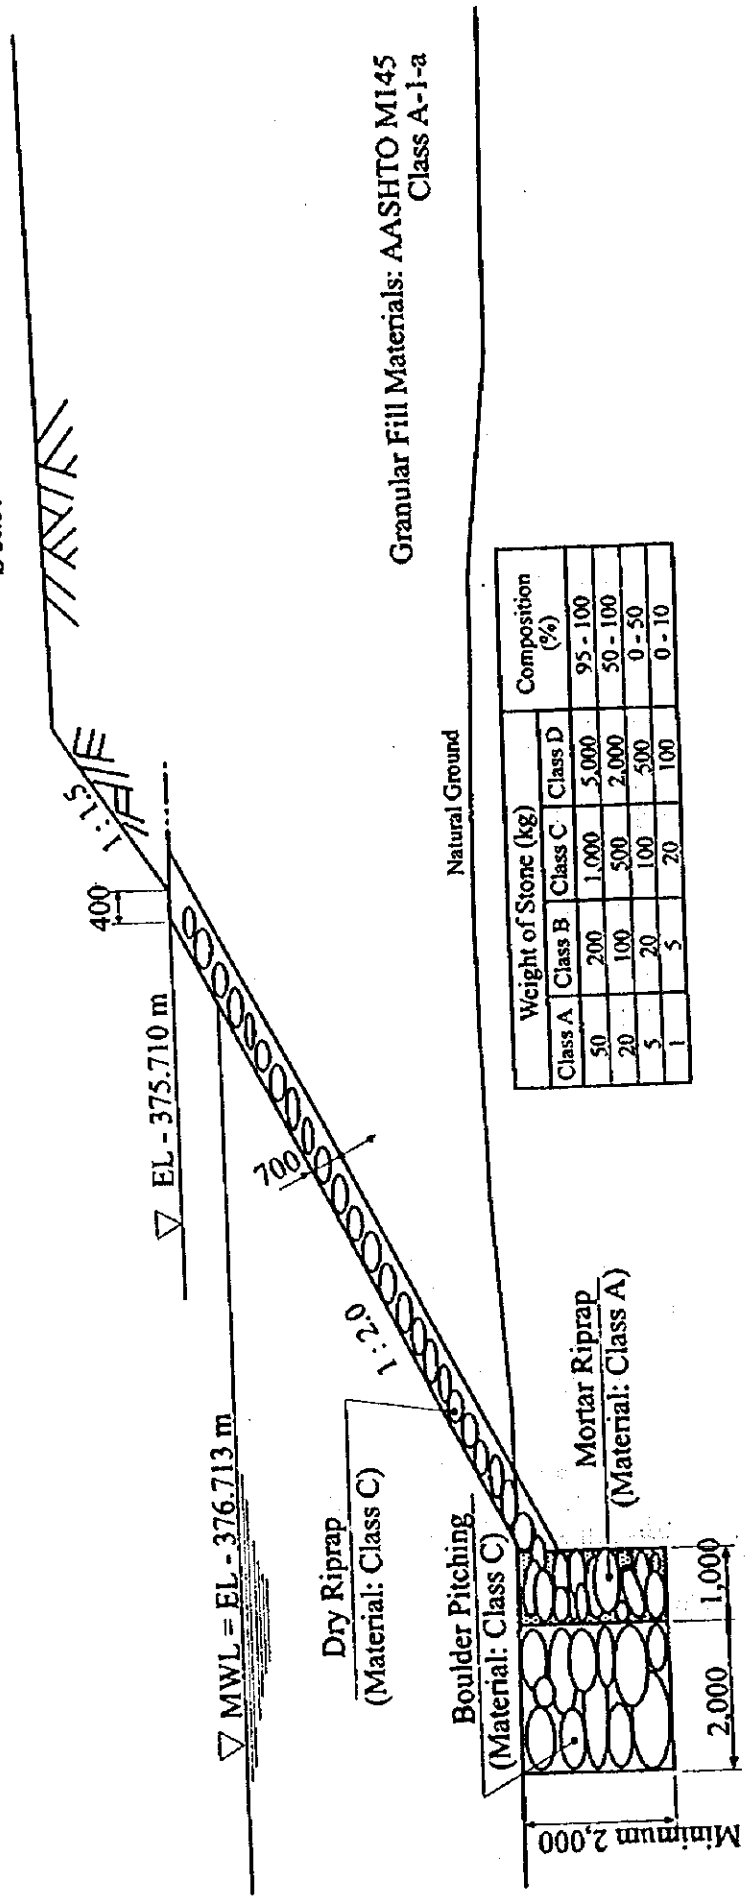 400
1:1.5
▽ EL - 375.710 m
▽ MWL = EL - 376.713 m
700
1:2.0
Dry Riprap
(Material: Class C)
Boulder Pitching
(Material: Class C)
Mortar Riprap
(Material: Class A)
Natural Ground
Granular Fill Materials: AASHTO M145
Class A-1-a
Minimum 2,000
2,000
1,000
Weight of Stone (kg) Composition (%)
Class A Class B Class C Class D
50 200 1,000 5,000 95 - 100
20 100 500 2,000 50 - 100
5 20 100 500 0 - 50
1 5 20 100 0 - 10